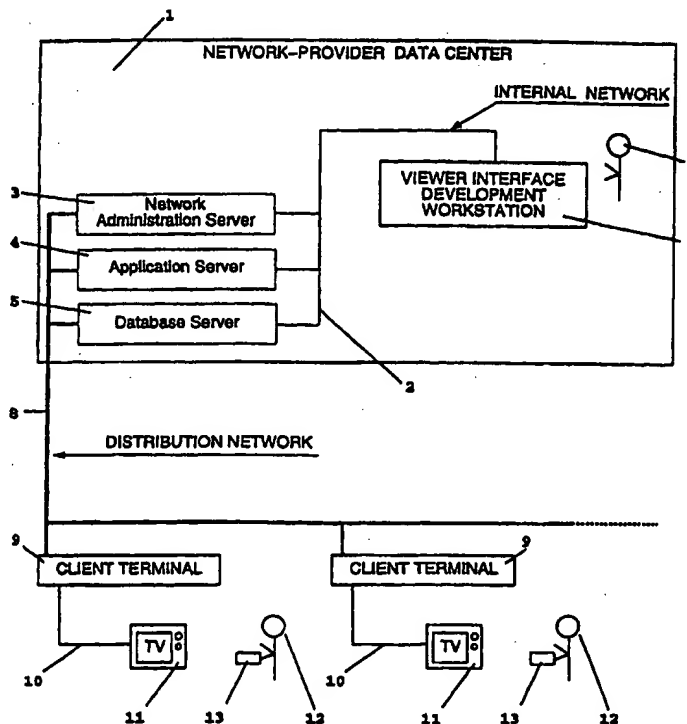 1
NETWORK-PROVIDER DATA CENTER
INTERNAL NETWORK
3
Network
Administration Server
VIEWER INTERFACE
DEVELOPMENT
WORKSTATION
4
Application Server
5
Database Server
2
8
DISTRIBUTION NETWORK
9
CLIENT TERMINAL
9
CLIENT TERMINAL
TV
TV
10
11
13
12
10
11
13
12